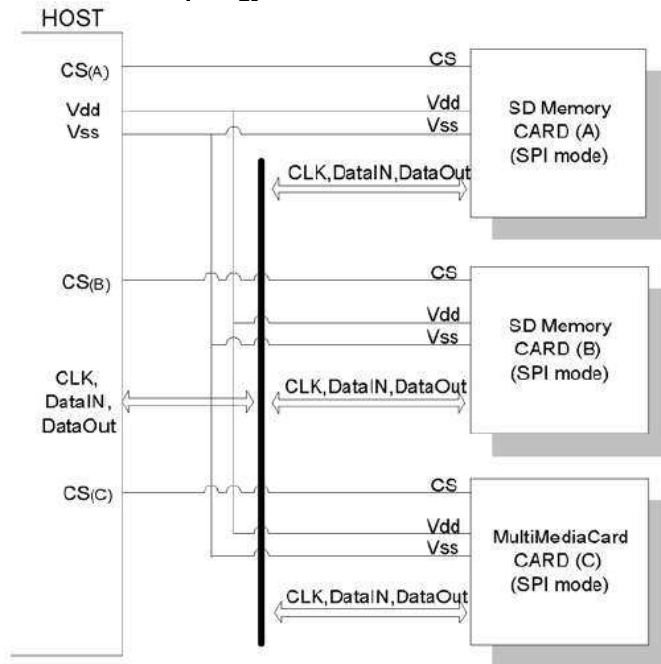 HOST
CS(A)
Vdd
Vss
CS
Vdd
Vss
SD Memory
CARD (A)
(SPI mode)
CLK,DataIN,DataOut
CS(B)
CS
Vdd
Vss
SD Memory
CARD (B)
(SPI mode)
CLK,
DataIN,
DataOut
CLK,DataIN,DataOut
CS(C)
CS
Vdd
Vss
MultiMediaCard
CARD (C)
(SPI mode)
CLK,DataIN,DataOut